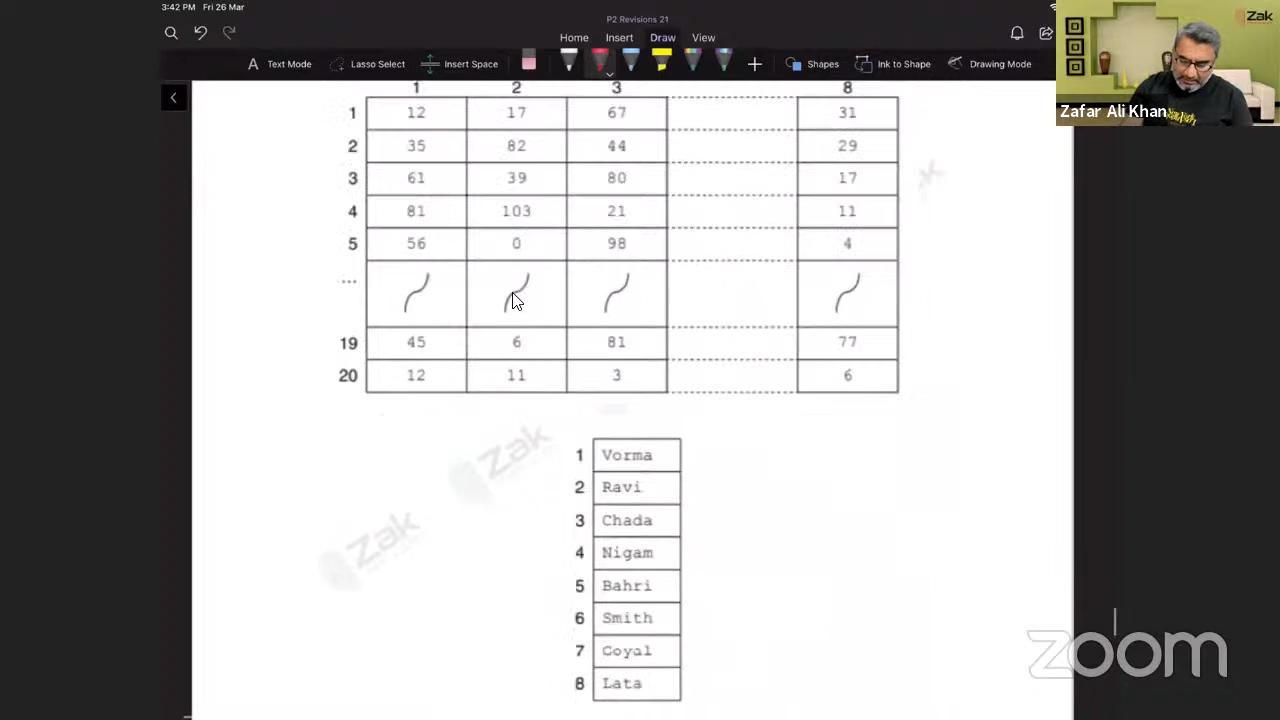 3:42 PM Fri 26 Mar
P2 Revisions 21
Home Insert Draw View
Text Mode Lasso Select Insert Space Shapes Ink to Shape Drawing Mode
Zak
Zafar Ali Khan
1 2 3 8
1 12 17 67 31
2 35 82 44 29
3 61 39 80 17
4 81 103 21 11
5 56 0 98 4
...
19 45 6 81 77
20 12 11 3 6
Zak
Zak
1 Vorma
2 Ravi
3 Chada
4 Nigam
5 Bahri
6 Smith
7 Goyal
8 Lata
zoom